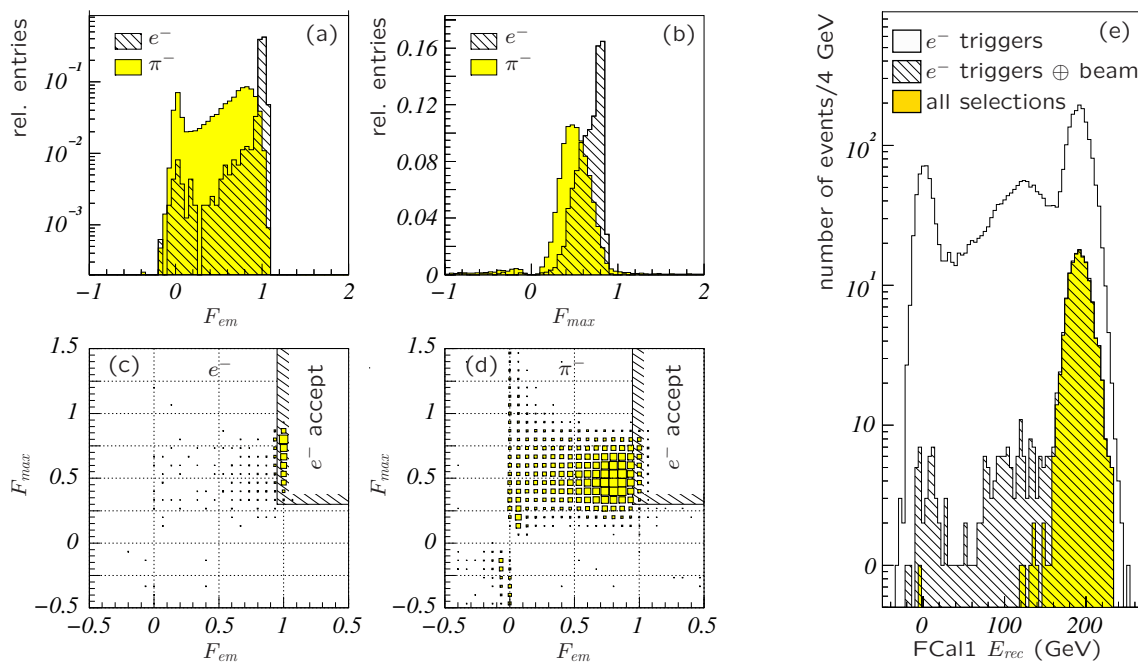 (a)
e⁻
π⁻
rel. entries
10⁻¹
10⁻²
10⁻³
−1 0 1 2
F_em
(b)
e⁻
π⁻
rel. entries
0.16
0.12
0.08
0.04
0
−1 0 1 2
F_max
(c)
e⁻
e⁻ accept
F_max
1.5
1
0.5
0
−0.5
−0.5 0 0.5 1 0.5
F_em
(d)
π⁻
e⁻ accept
F_max
1.5
1
0.5
0
−0.5
−0.5 0 0.5 1 0.5
F_em
(e)
e⁻ triggers
e⁻ triggers ⊕ beam
all selections
number of events/4 GeV
10²
10¹
10
0
0 100 200
FCal1 E_rec (GeV)